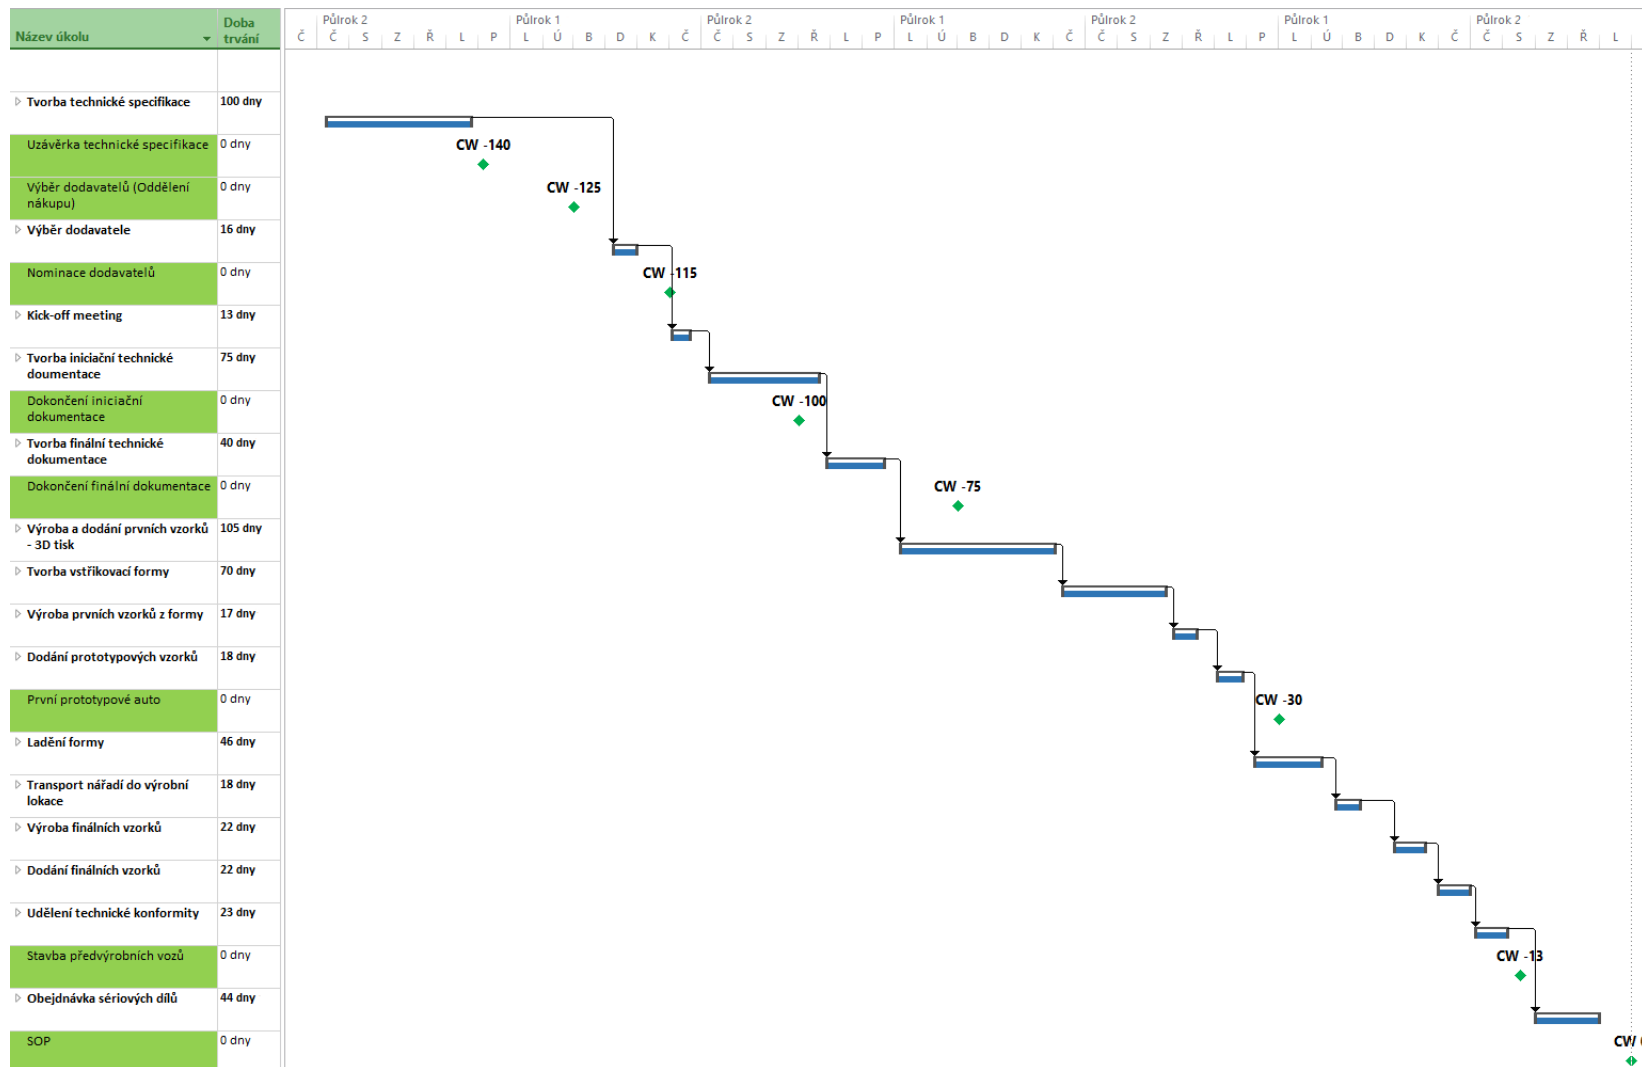 Název úkolu
Doba
trvání
Půlrok 2 Půlrok 1 Půlrok 2 Půlrok 1 Půlrok 2 Půlrok 1 Půlrok 2
Č Č S Z Ř L P L Ú B D K Č Č S Z Ř L P L Ú B D K Č Č S Z Ř L P L Ú B D K Č Č S Z Ř L
Tvorba technické specifikace 100 dny
Uzávěrka technické specifikace 0 dny
CW -140
Výběr dodavatelů (Oddělení
nákupu)
0 dny
CW -125
Výběr dodavatele 16 dny
Nominace dodavatelů 0 dny
CW -115
Kick-off meeting 13 dny
Tvorba iniciační technické
doumentace
75 dny
Dokončení iniciační
dokumentace
0 dny
CW -100
Tvorba finální technické
dokumentace
40 dny
Dokončení finální dokumentace 0 dny
CW -75
Výroba a dodání prvních vzorků
- 3D tisk
105 dny
Tvorba vstřikovací formy 70 dny
Výroba prvních vzorků z formy 17 dny
Dodání prototypových vzorků 18 dny
První prototypové auto 0 dny
CW -30
Ladění formy 46 dny
Transport nářadí do výrobní
lokace
18 dny
Výroba finálních vzorků 22 dny
Dodání finálních vzorků 22 dny
Udělení technické konformity 23 dny
Stavba předvýrobních vozů 0 dny
CW -13
Obejdnávka sériových dílů 44 dny
SOP 0 dny
CW